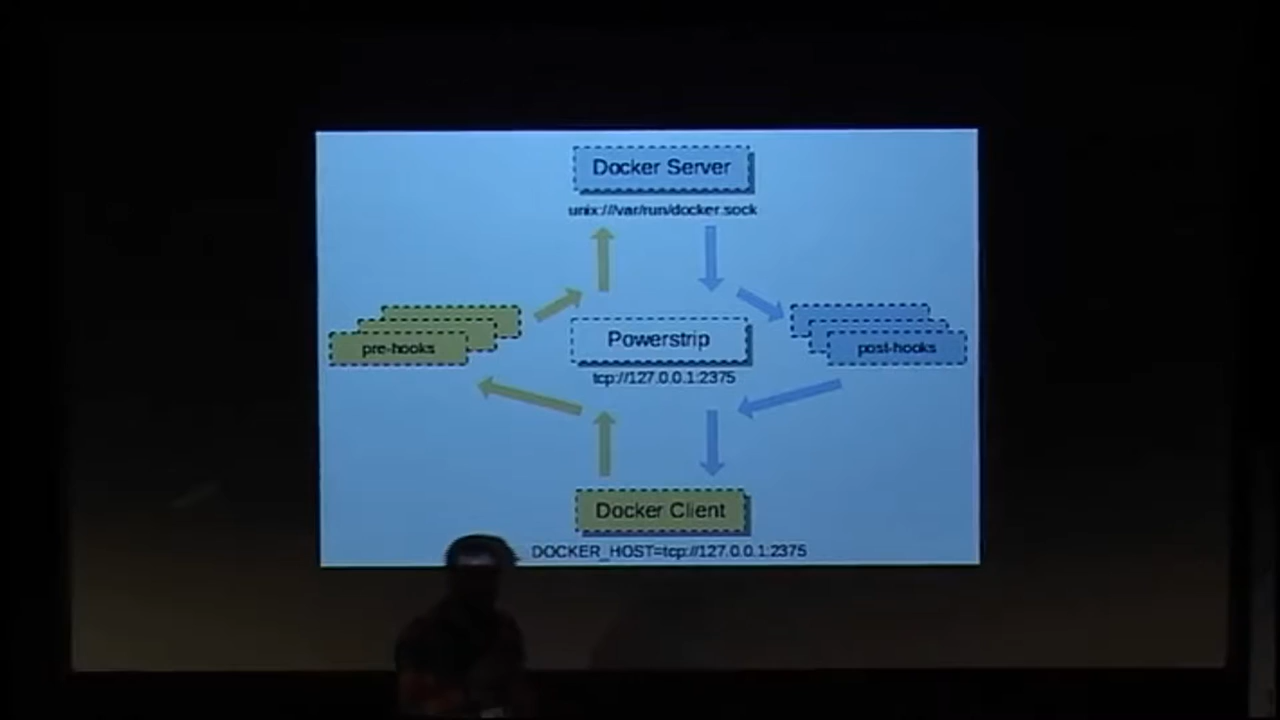 Docker Server
unix:///var/run/docker.sock
pre-hooks
Powerstrip
post-hooks
tcp://127.0.0.1:2375
Docker Client
DOCKER_HOST=tcp://127.0.0.1:2375